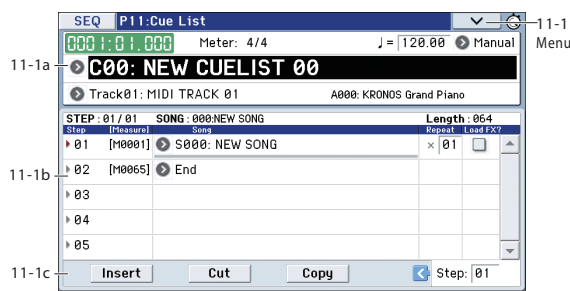 SEQ P11:Cue List
11-1
Menu
0001:01.000 Meter: 4/4 ♩= 120.00 Manual
11-1a
C00: NEW CUELIST 00
Track01: MIDI TRACK 01 A000: KRONOS Grand Piano
STEP : 01 / 01 SONG : 000:NEW SONG Length : 064
Step [Measure] Song Repeat Load FX?
01 [M0001] S000: NEW SONG × 01
11-1b
02 [M0065] End
03
04
05
11-1c
Insert Cut Copy Step: 01